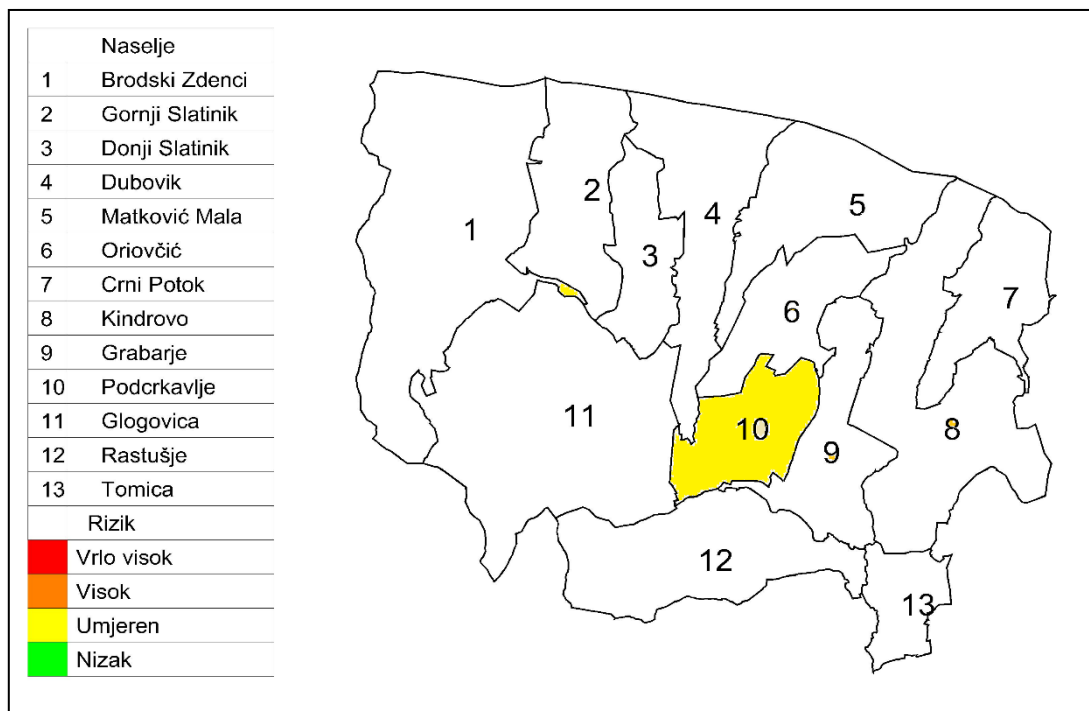 Naselje
1 Brodski Zdenci
2 Gornji Slatinik
3 Donji Slatinik
4 Dubovik
5 Matković Mala
6 Oriovčić
7 Crni Potok
8 Kindrovo
9 Grabarje
10 Podcrkavlje
11 Glogovica
12 Rastušje
13 Tomica
Rizik
Vrlo visok
Visok
Umjeren
Nizak
1
2
3
4
5
6
7
8
9
10
11
12
13